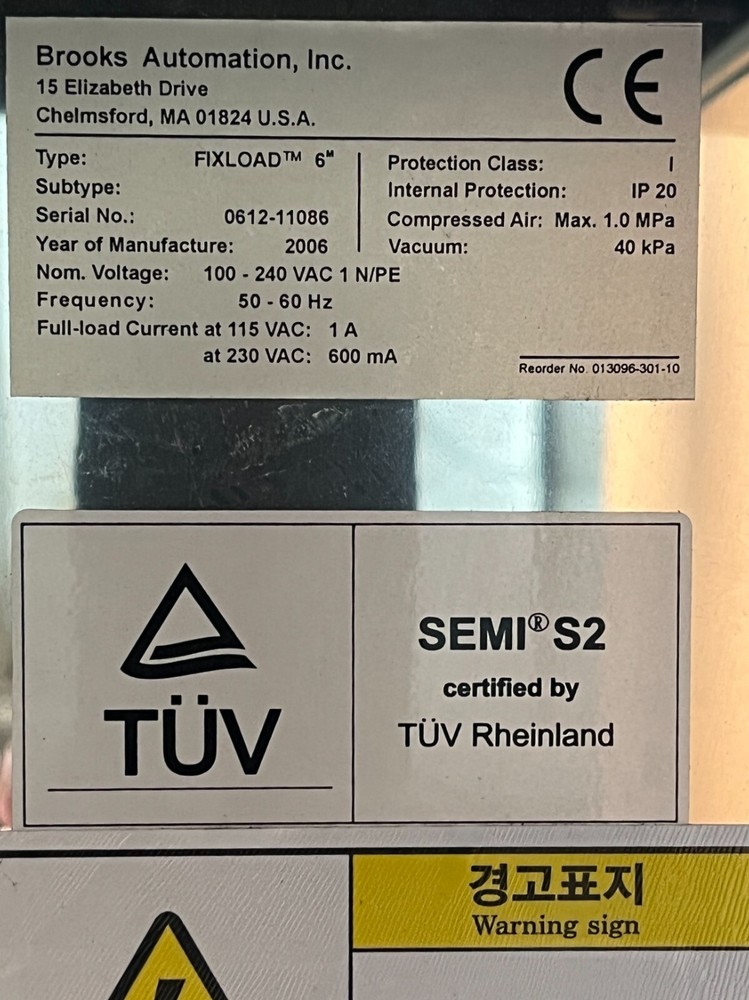 Brooks Automation, Inc.
15 Elizabeth Drive
Chelmsford, MA 01824 U.S.A.
CE
Type: FIXLOAD™ 6ᴹ
Subtype:
Serial No.: 0612-11086
Year of Manufacture: 2006
Nom. Voltage: 100 - 240 VAC 1 N/PE
Frequency: 50 - 60 Hz
Full-load Current at 115 VAC: 1 A
at 230 VAC: 600 mA
Protection Class: I
Internal Protection: IP 20
Compressed Air: Max. 1.0 MPa
Vacuum: 40 kPa
Reorder No. 013096-301-10
TÜV
SEMI® S2
certified by
TÜV Rheinland
경고표지
Warning sign